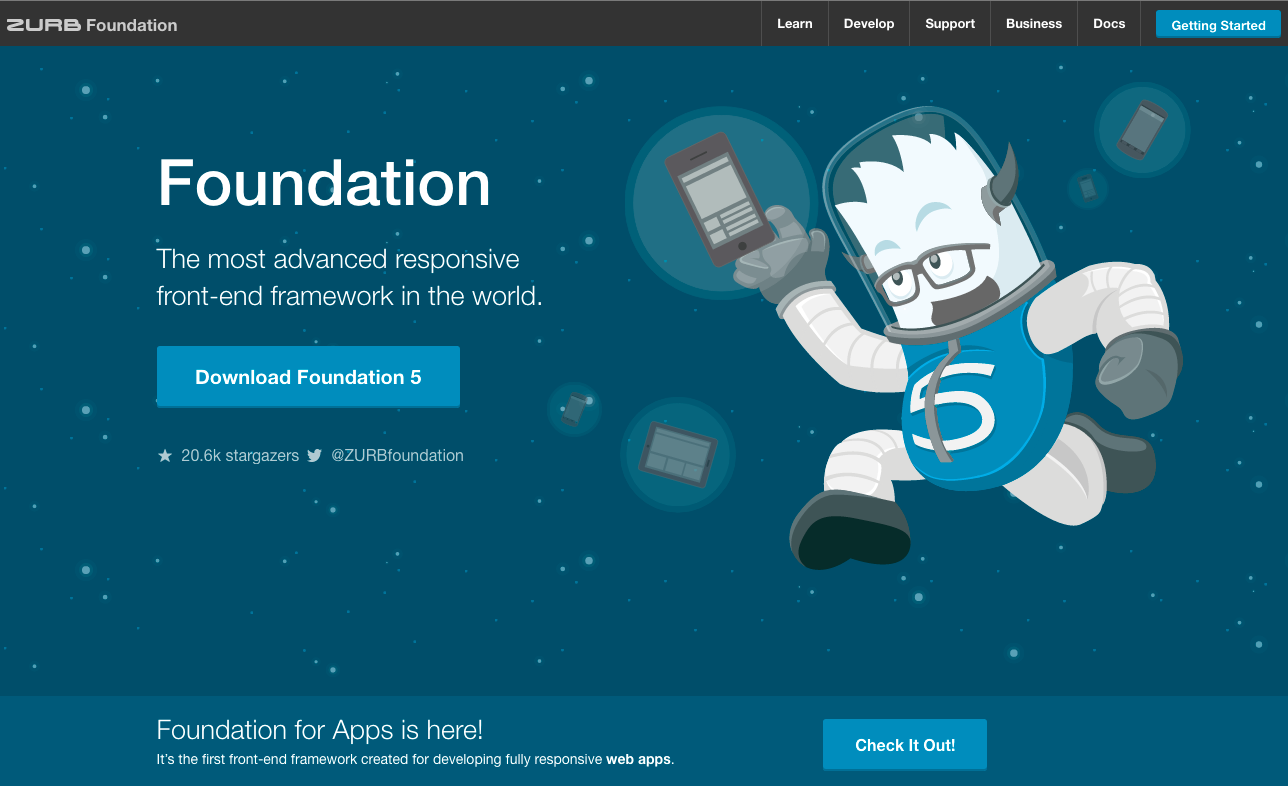 ZURB Foundation
Learn
Develop
Support
Business
Docs
Getting Started
Foundation
The most advanced responsive
front-end framework in the world.
Download Foundation 5
20.6k stargazers @ZURBfoundation
5
Foundation for Apps is here!
It's the first front-end framework created for developing fully responsive web apps.
Check It Out!